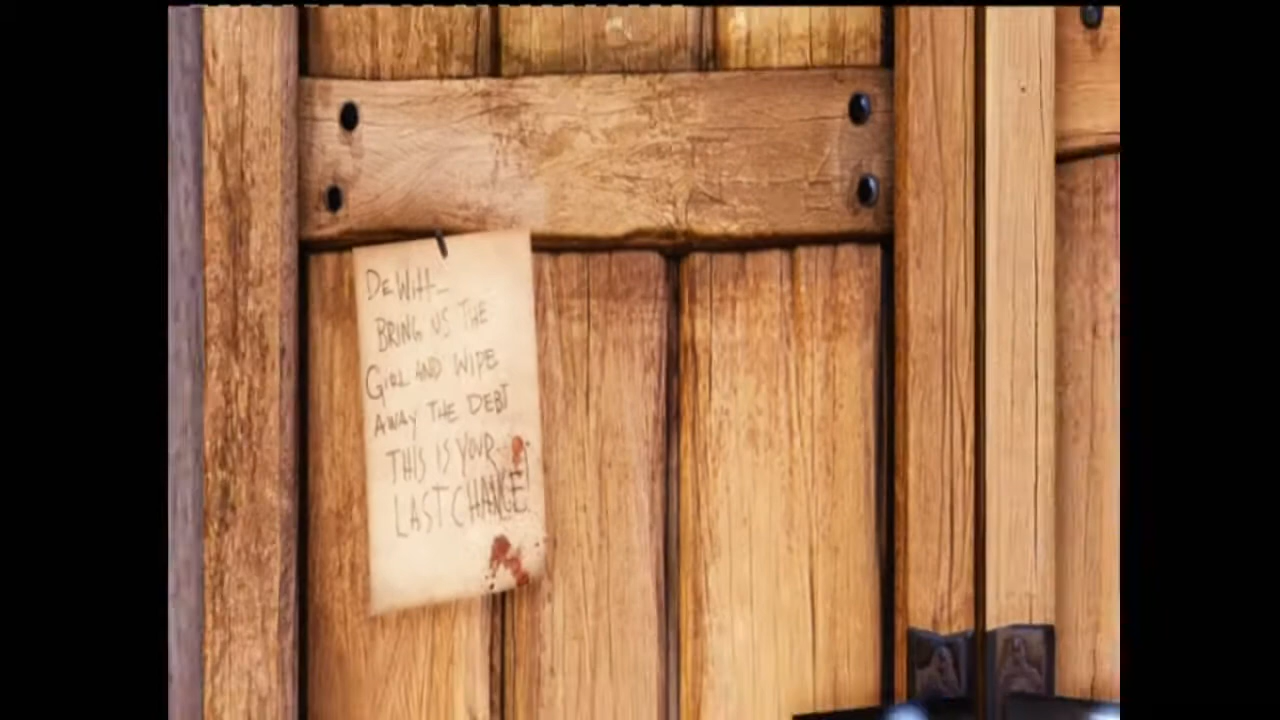 DeWitt–
BRING US THE
GIRL AND WIPE
AWAY THE DEBT
THIS IS YOUR
LAST CHANCE!